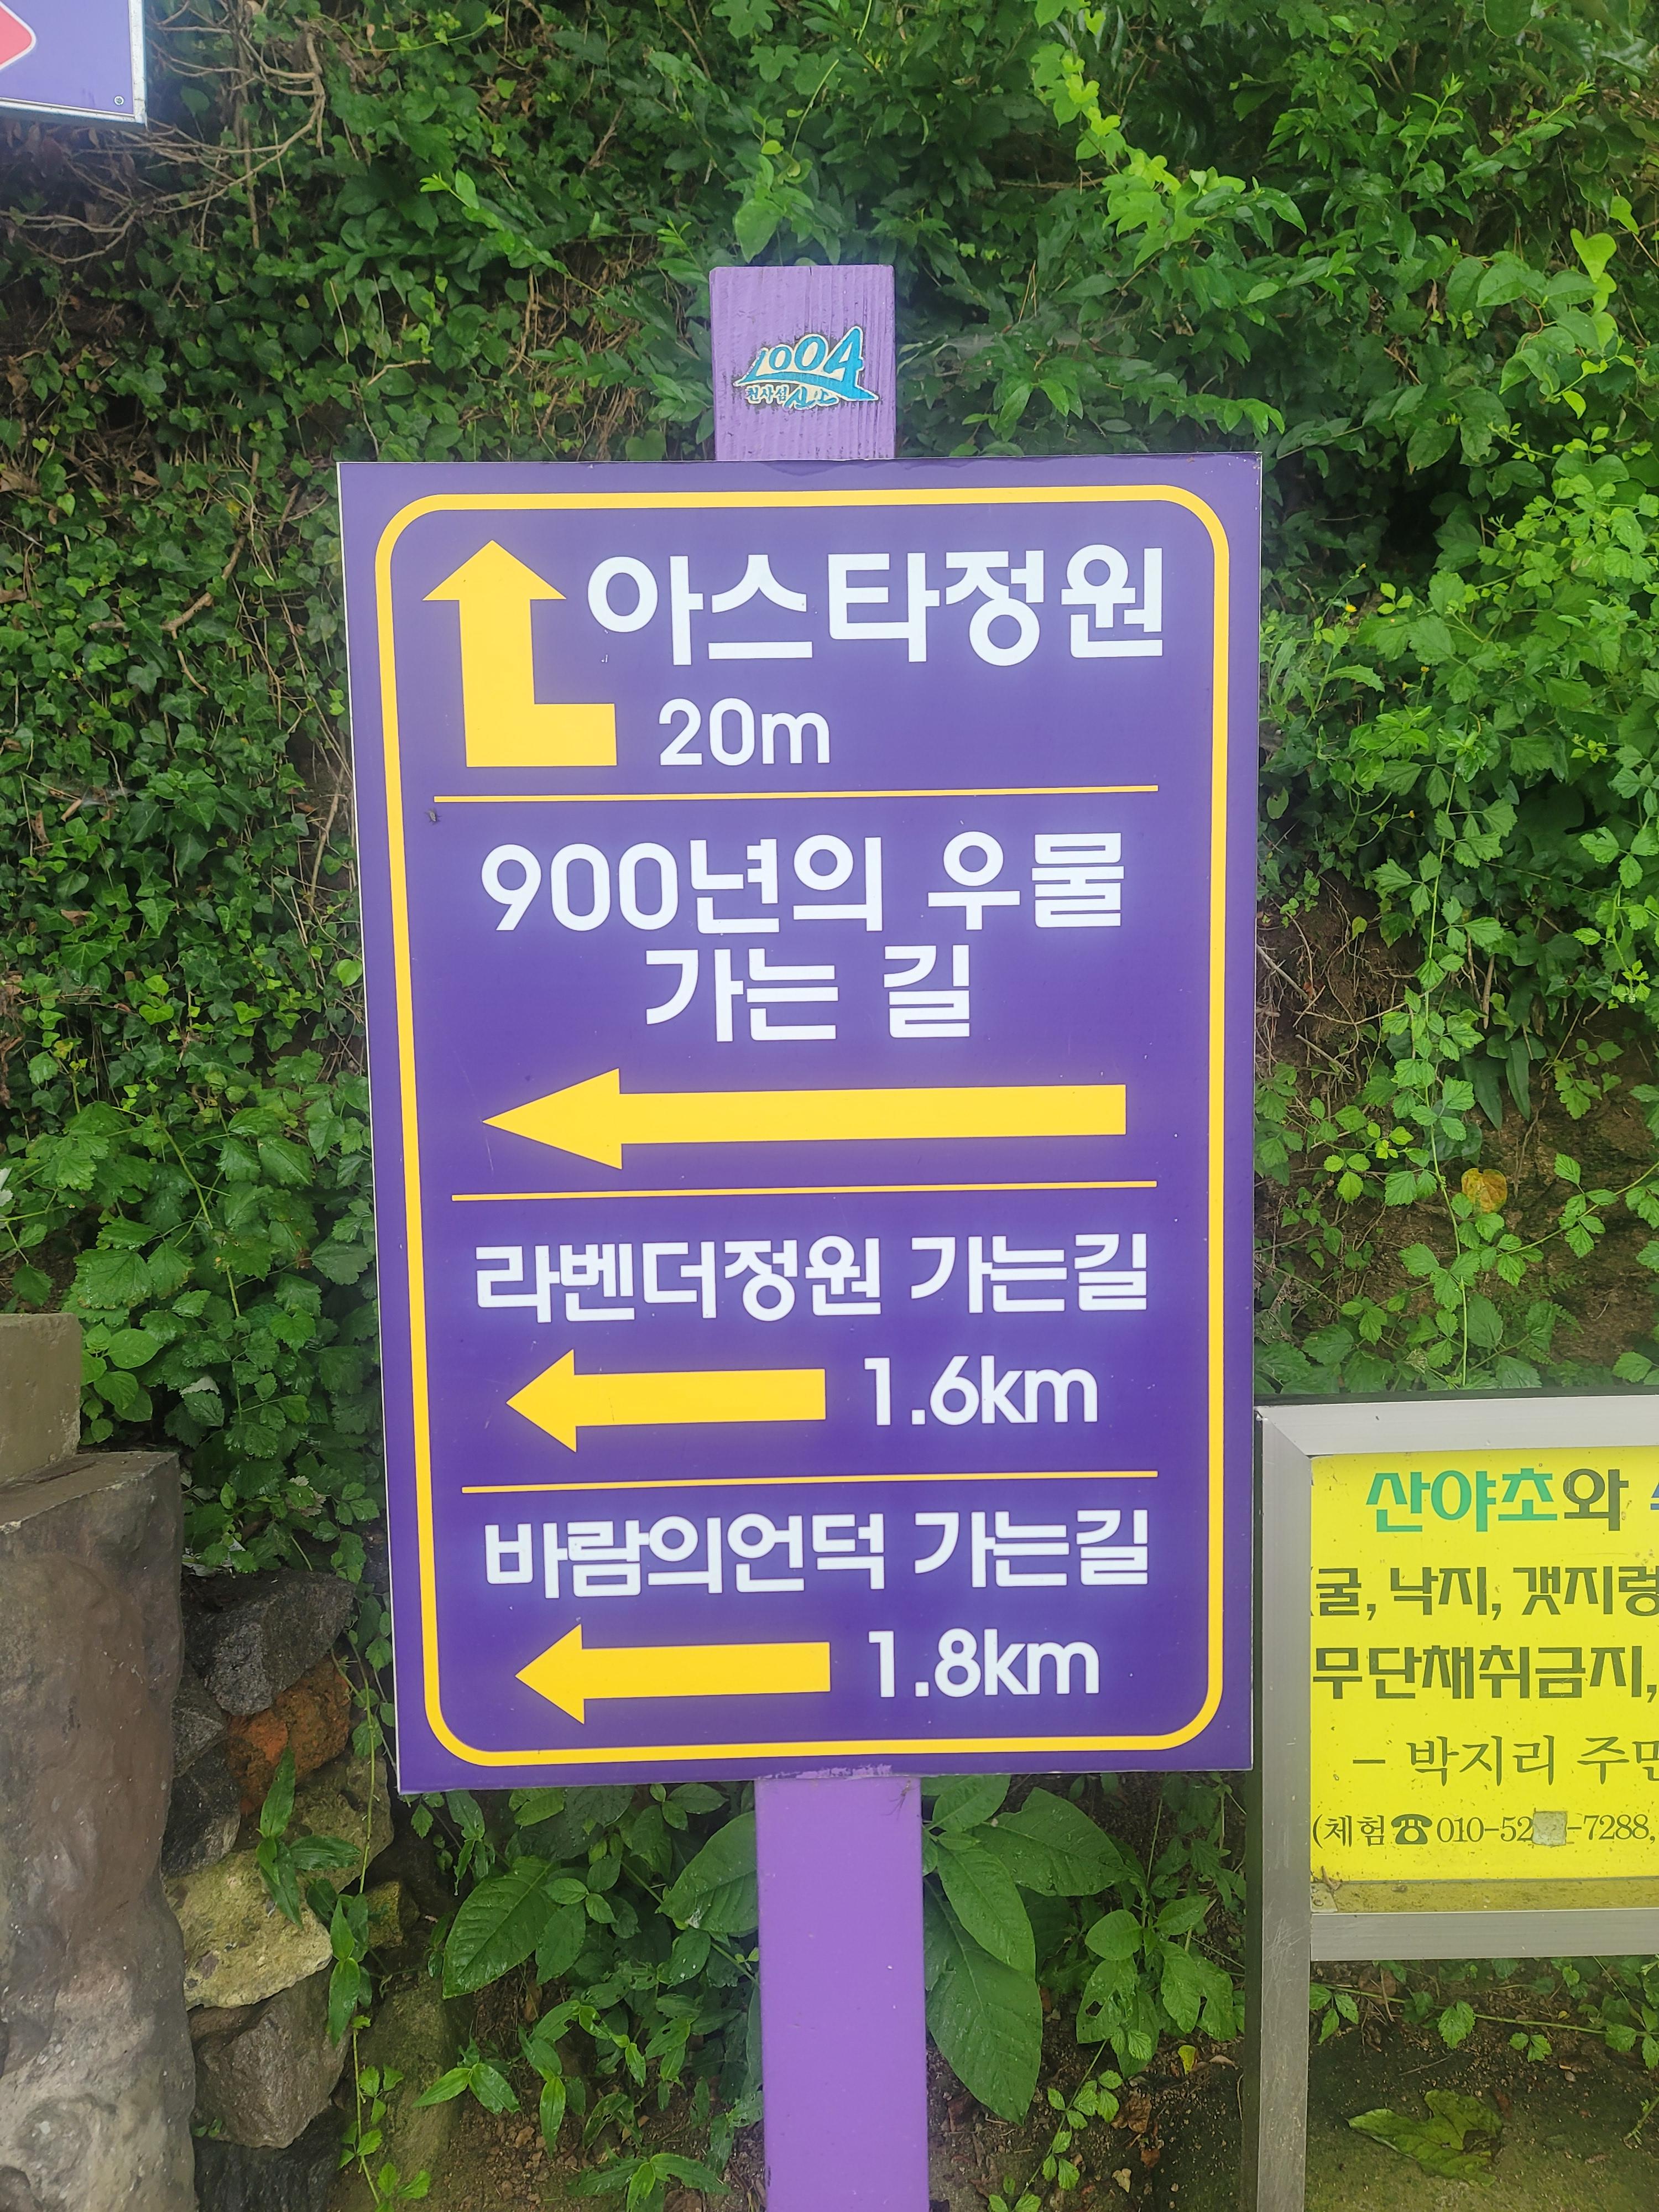 1004
천사섬
아스타정원
20m
900년의 우물
가는 길
라벤더정원 가는길
1.6km
바람의언덕 가는길
1.8km
산야초와
굴, 낙지, 갯지렁
무단채취금지,
- 박지리 주민
(체험☎010-52 -7288,